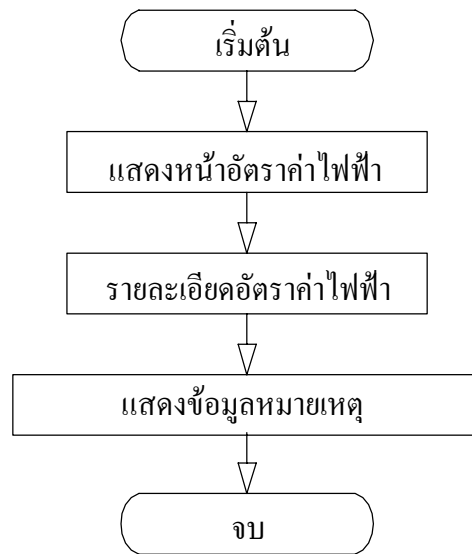 เริ่มต้น
แสดงหน้าอัตราค่าไฟฟ้า
รายละเอียดอัตราค่าไฟฟ้า
แสดงข้อมูลหมายเหตุ
จบ